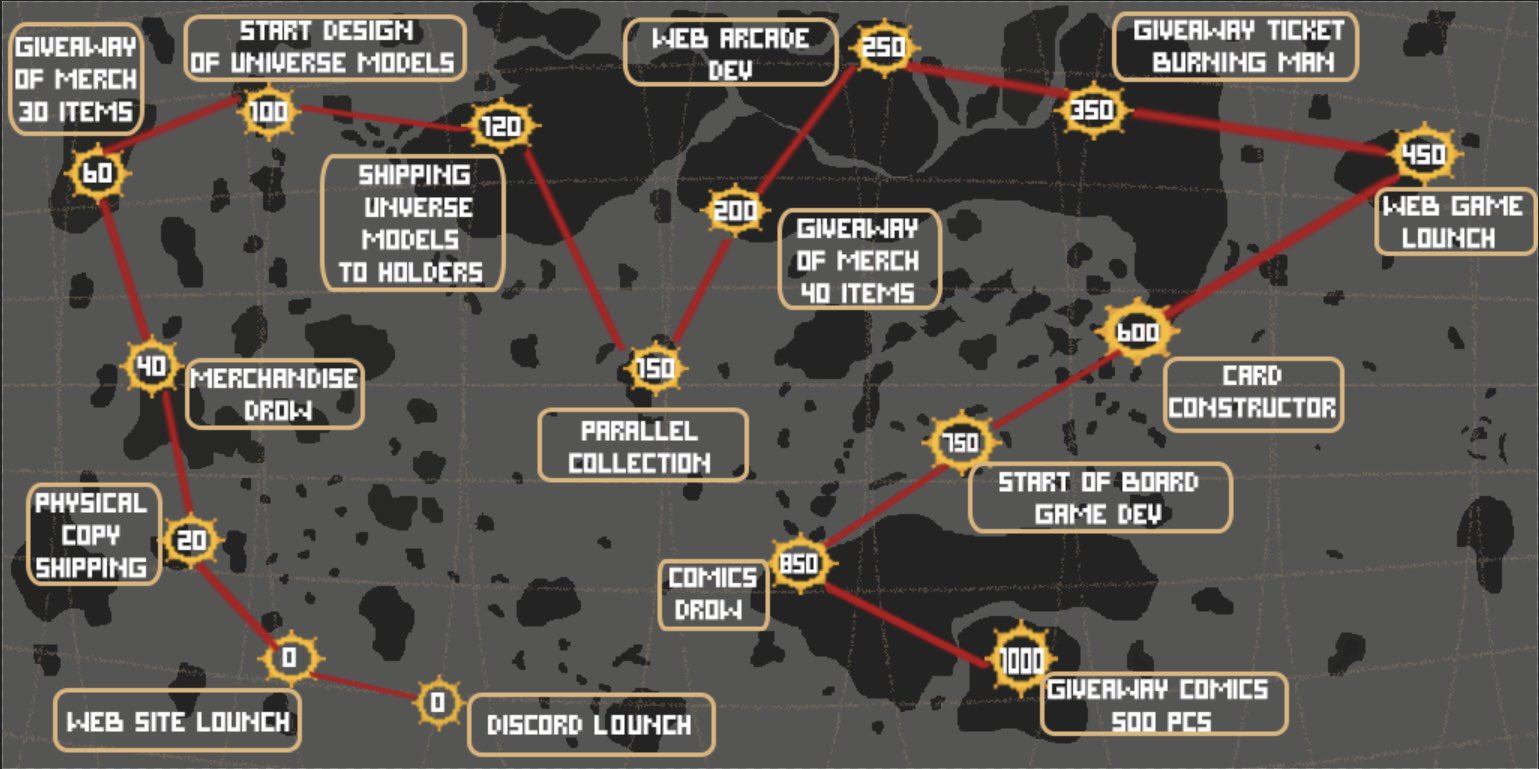 0
DISCORD LOUNCH
0
WEB SITE LOUNCH
20
PHYSICAL
COPY
SHIPPING
40
MERCHANDISE
DROW
60
GIVEAWAY
OF MERCH
30 ITEMS
100
START DESIGN
OF UNIVERSE MODELS
120
SHIPPING
UNVERSE
MODELS
TO HOLDERS
150
PARALLEL
COLLECTION
200
GIVEAWAY
OF MERCH
40 ITEMS
250
WEB ARCADE
DEV
350
GIVEAWAY TICKET
BURNING MAN
450
WEB GAME
LOUNCH
600
CARD
CONSTRUCTOR
750
START OF BOARD
GAME DEV
850
COMICS
DROW
1000
GIVEAWAY COMICS
500 PCS